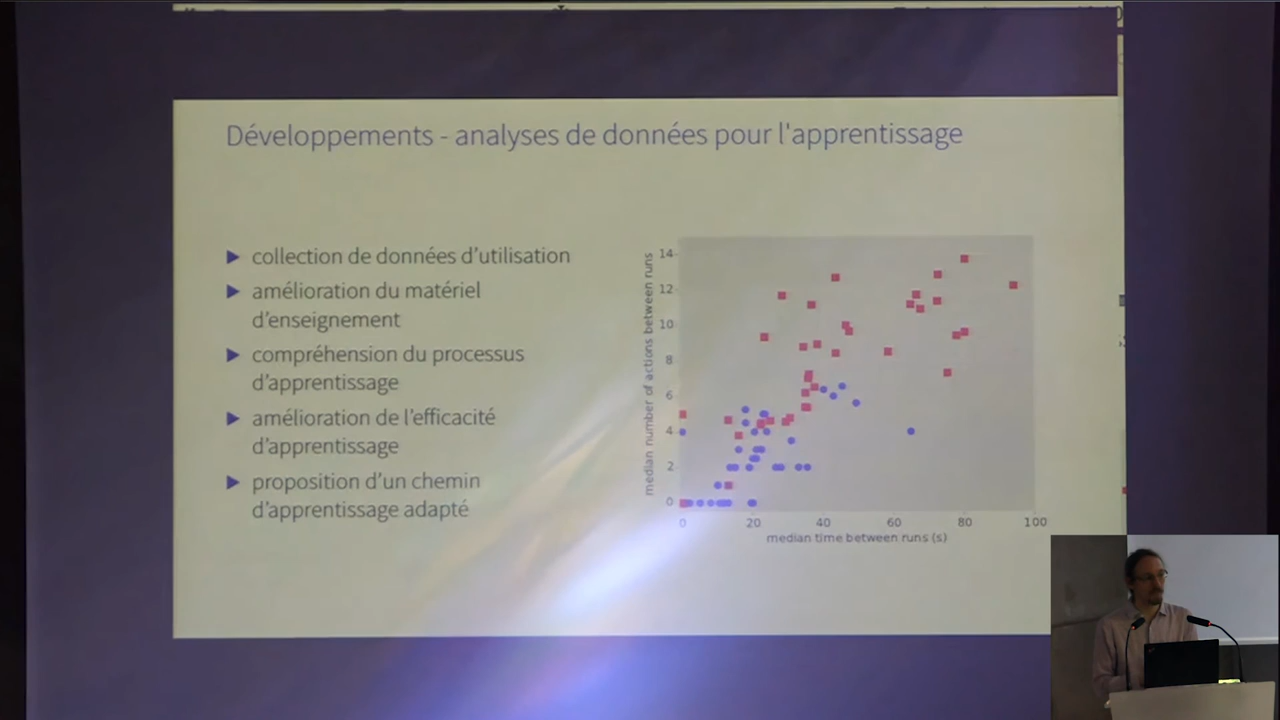 Développements - analyses de données pour l'apprentissage
▶ collection de données d'utilisation
▶ amélioration du matériel
d'enseignement
▶ compréhension du processus
d'apprentissage
▶ amélioration de l'efficacité
d'apprentissage
▶ proposition d'un chemin
d'apprentissage adapté
median number of actions between runs
14
12
10
8
6
4
2
0
0 20 40 60 80 100
median time between runs (s)